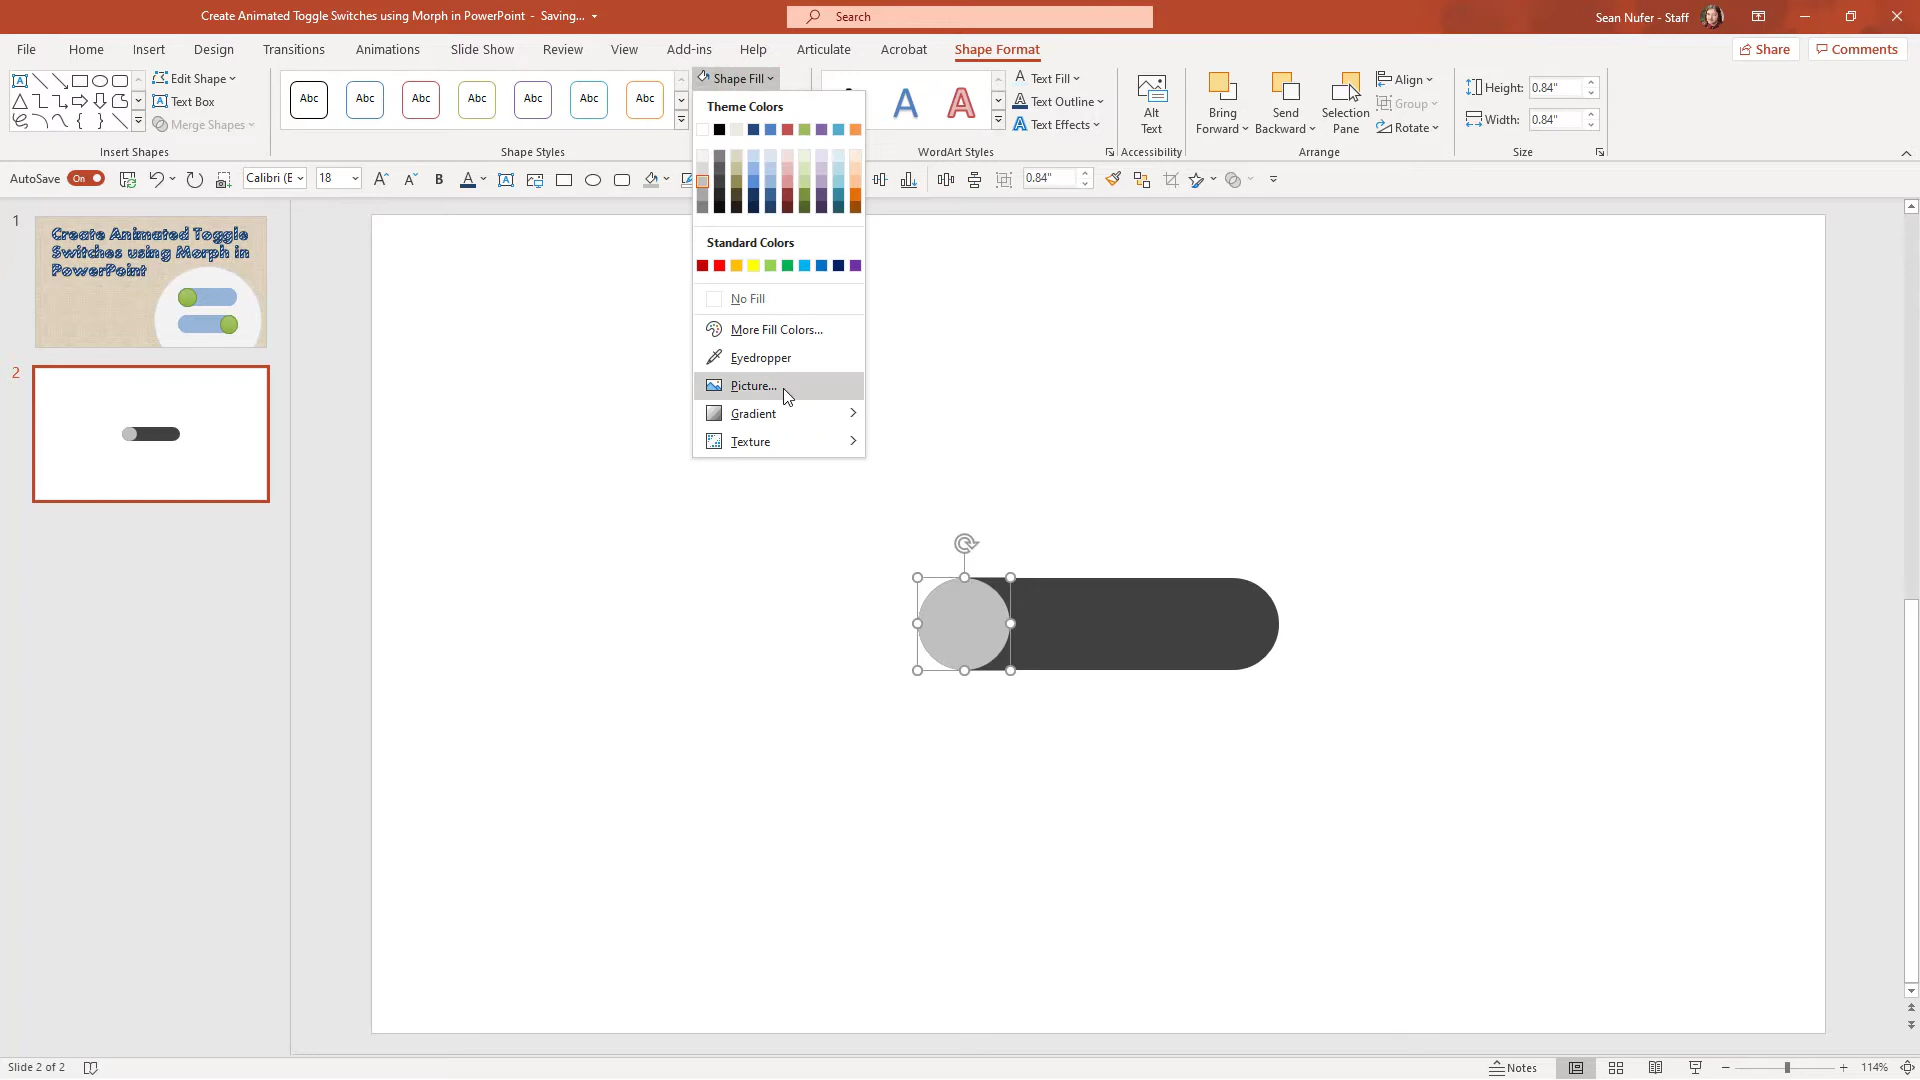 Create Animated Toggle Switches using Morph in PowerPoint - Saving...
Search
Sean Nufer - Staff
File Home Insert Design Transitions Animations Slide Show Review View Add-ins Help Articulate Acrobat Shape Format
Share Comments
Edit Shape
Text Box
Merge Shapes
Insert Shapes
Abc Abc Abc Abc Abc Abc Abc
Shape Styles
Shape Fill
Text Fill
Text Outline
Text Effects
WordArt Styles
Alt Text
Accessibility
Bring Forward
Send Backward
Selection Pane
Align
Group
Rotate
Arrange
Height: 0.84"
Width: 0.84"
Size
AutoSave On Calibri (E 18 B A 0.84"
Theme Colors
Standard Colors
No Fill
More Fill Colors...
Eyedropper
Picture...
Gradient
Texture
1
Create Animated Toggle
Switches using Morph in
PowerPoint
2
Slide 2 of 2
Notes
114%